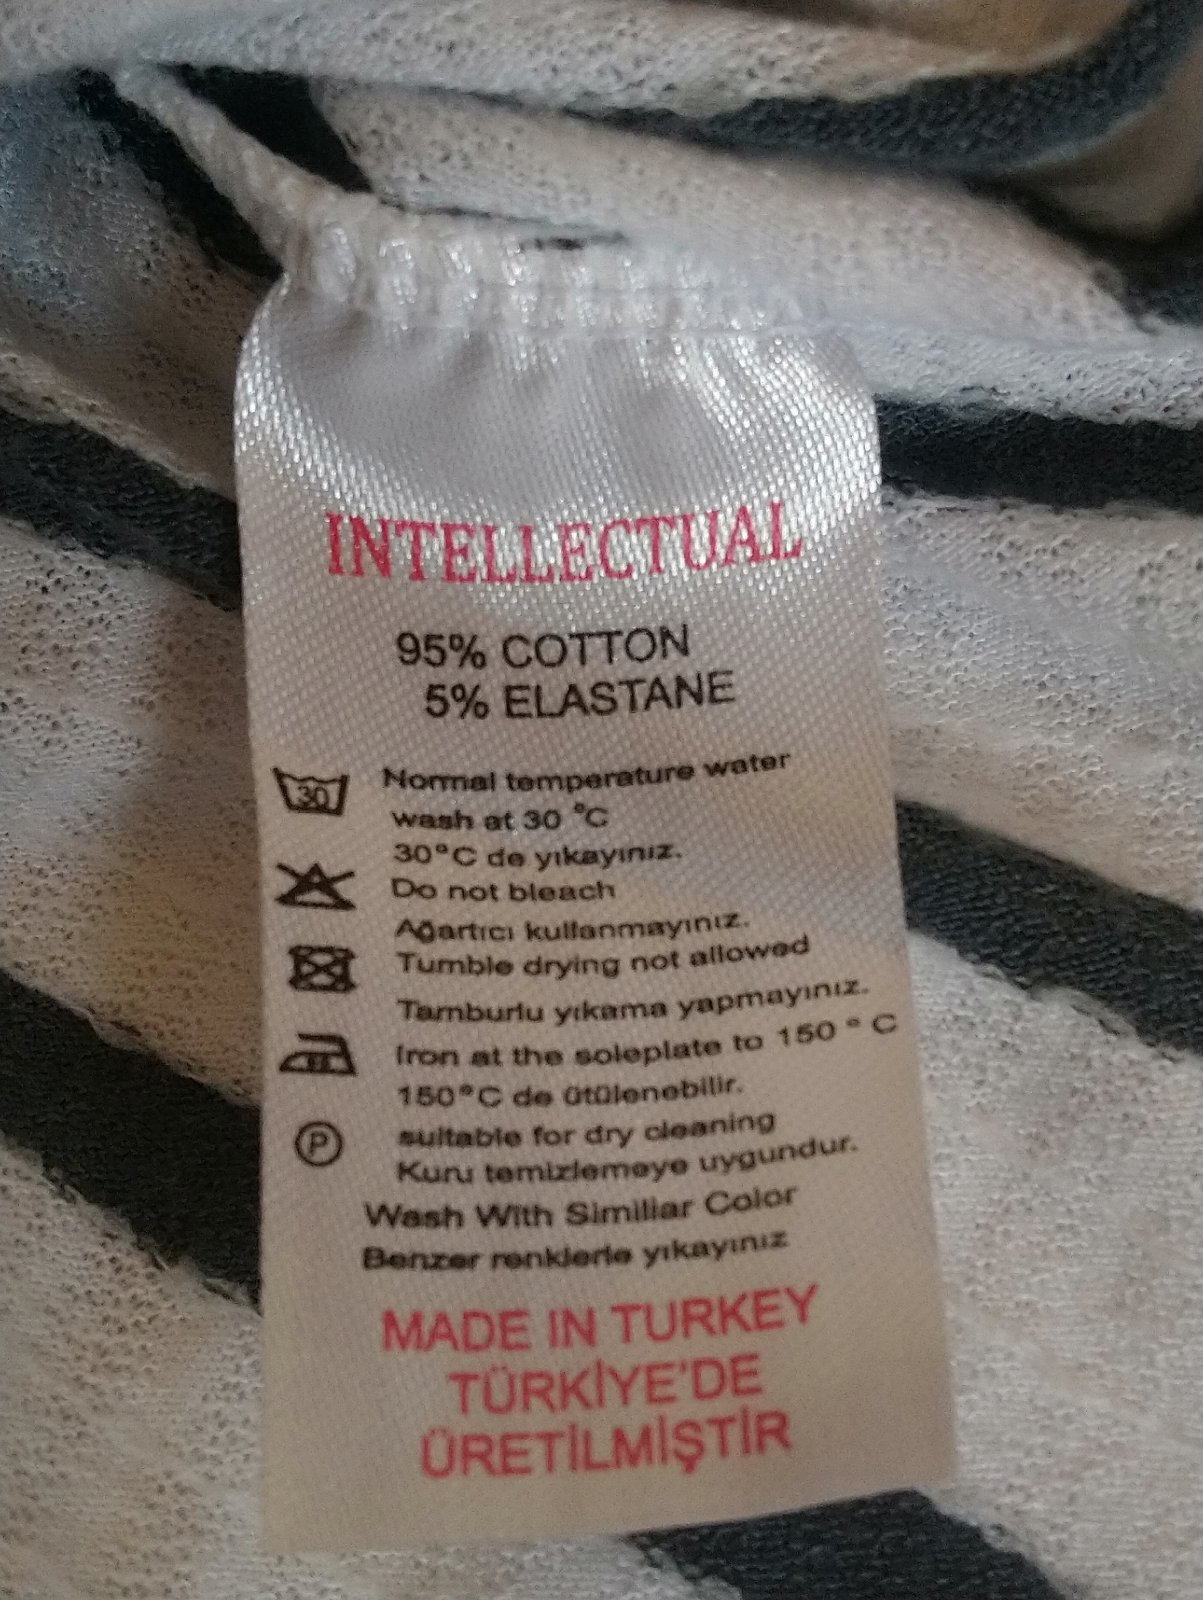 INTELLECTUAL
95% COTTON
5% ELASTANE
30
Normal temperature water
wash at 30 °C
30°C de yıkayınız.
Do not bleach
Ağartıcı kullanmayınız.
Tumble drying not allowed
Tamburlu yıkama yapmayınız.
Iron at the soleplate to 150 ° C
150°C de ütülenebilir.
P
suitable for dry cleaning
Kuru temizlemeye uygundur.
Wash With Similiar Color
Benzer renklerle yıkayınız
MADE IN TURKEY
TÜRKİYE'DE
ÜRETİLMİŞTİR